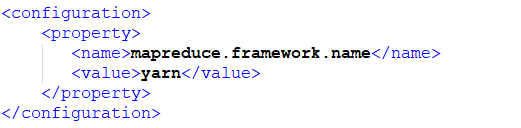 <configuration>
<property>
<name>mapreduce.framework.name</name>
<value>yarn</value>
</property>
</configuration>